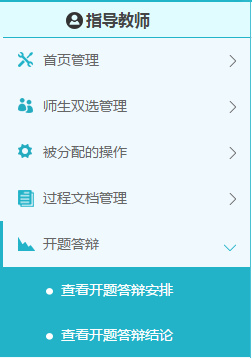 指导教师
首页管理
师生双选管理
被分配的操作
过程文档管理
开题答辩
查看开题答辩安排
查看开题答辩结论